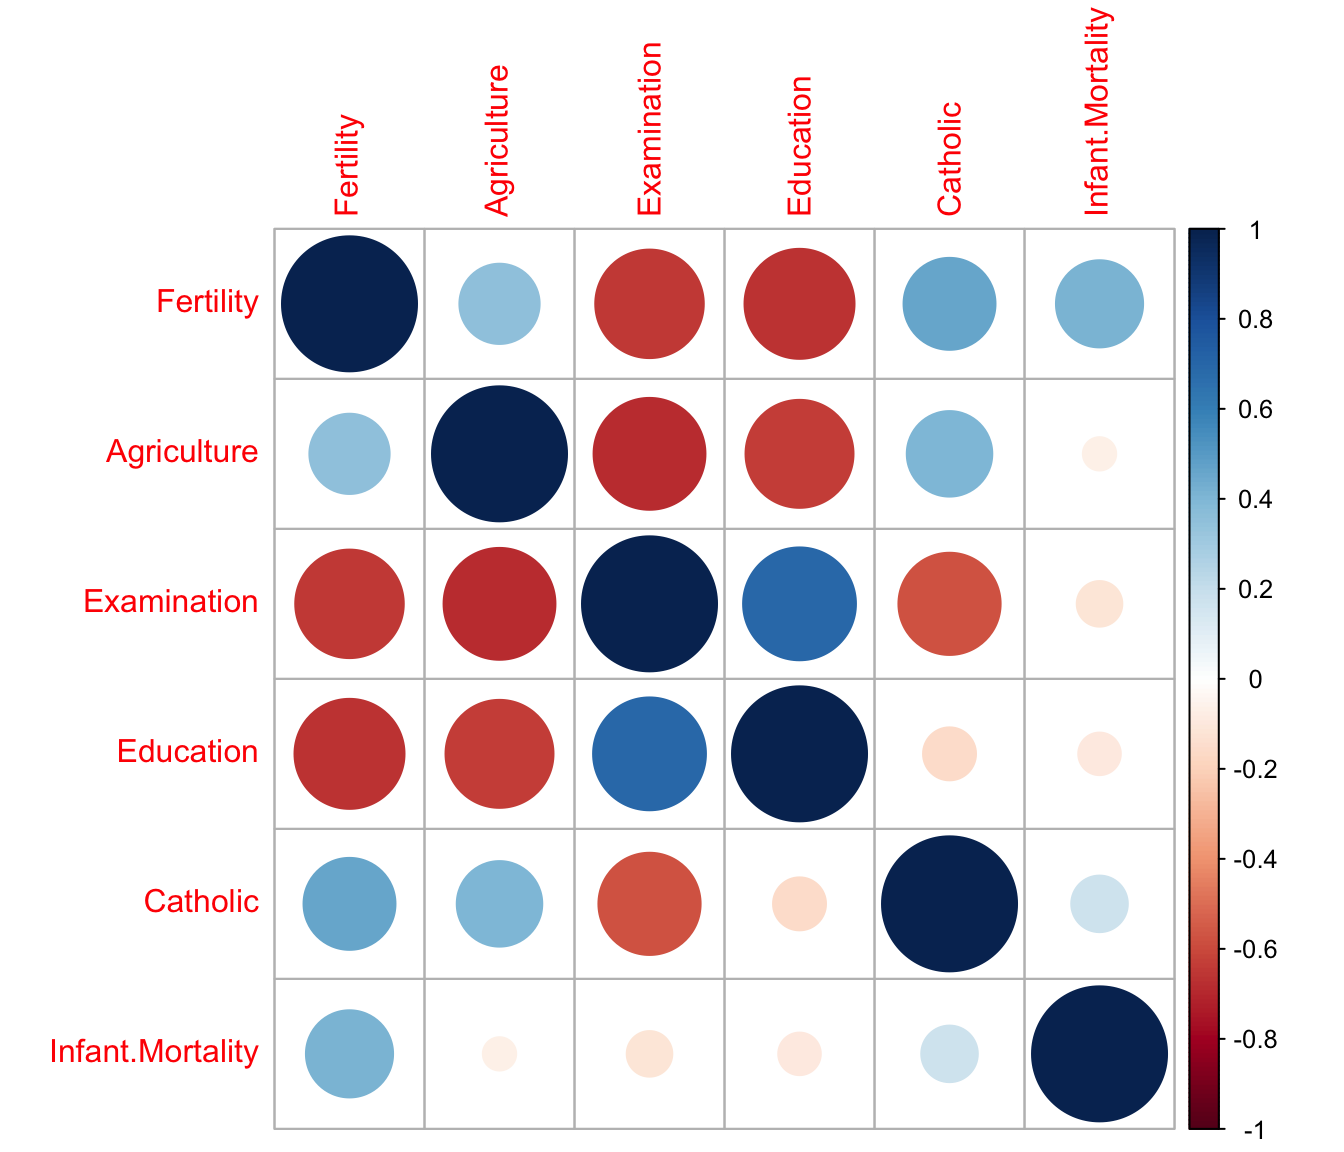 Fertility
Agriculture
Examination
Education
Catholic
Infant.Mortality
Fertility
Agriculture
Examination
Education
Catholic
Infant.Mortality
1
0.8
0.6
0.4
0.2
0
-0.2
-0.4
-0.6
-0.8
-1